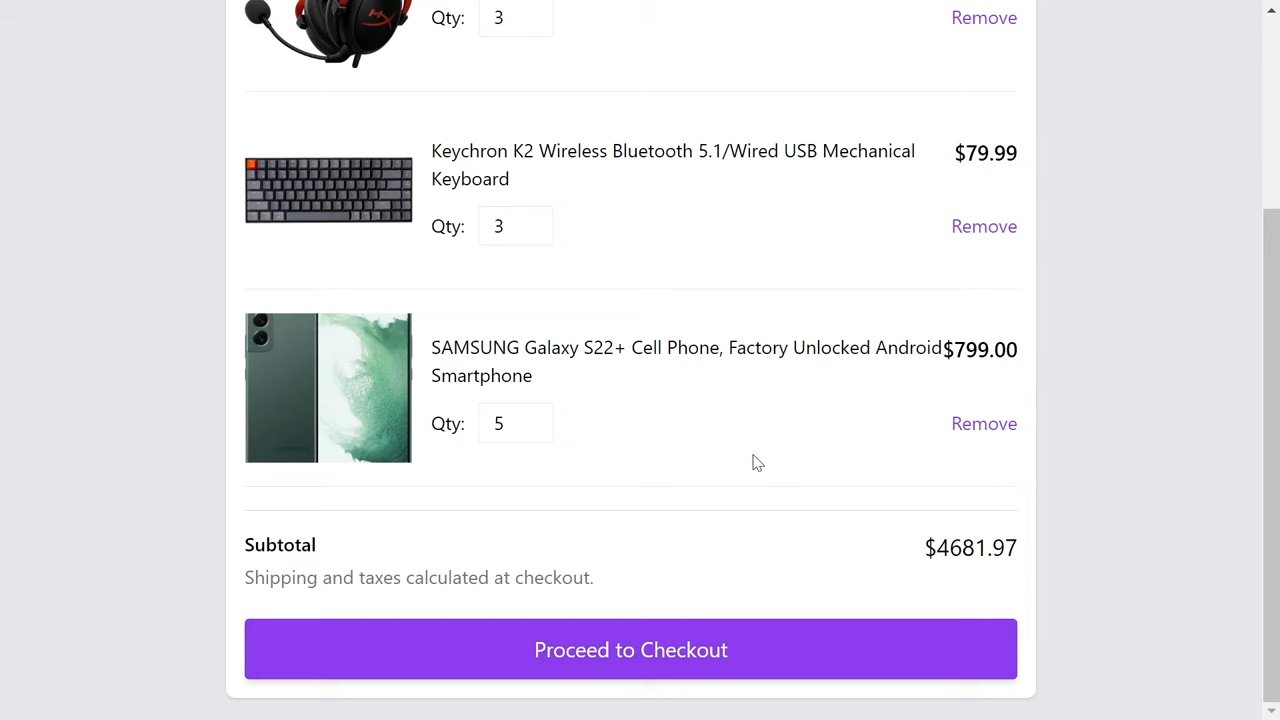 Qty: 3 Remove
Keychron K2 Wireless Bluetooth 5.1/Wired USB Mechanical $79.99
Keyboard
Qty: 3 Remove
SAMSUNG Galaxy S22+ Cell Phone, Factory Unlocked Android $799.00
Smartphone
Qty: 5 Remove
Subtotal $4681.97
Shipping and taxes calculated at checkout.
Proceed to Checkout